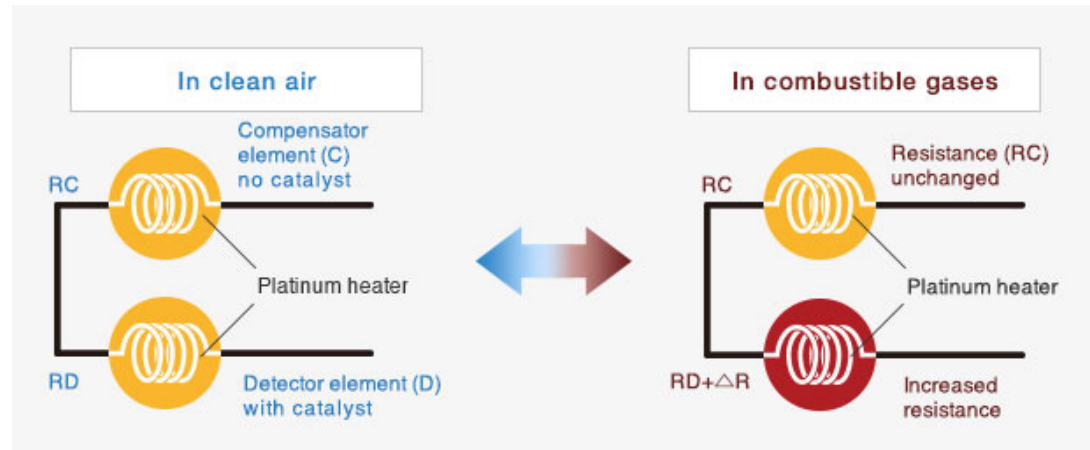 In clean air
Compensator
element (C)
no catalyst
RC
Platinum heater
RD
Detector element (D)
with catalyst
In combustible gases
Resistance (RC)
unchanged
RC
Platinum heater
RD+△R
Increased
resistance